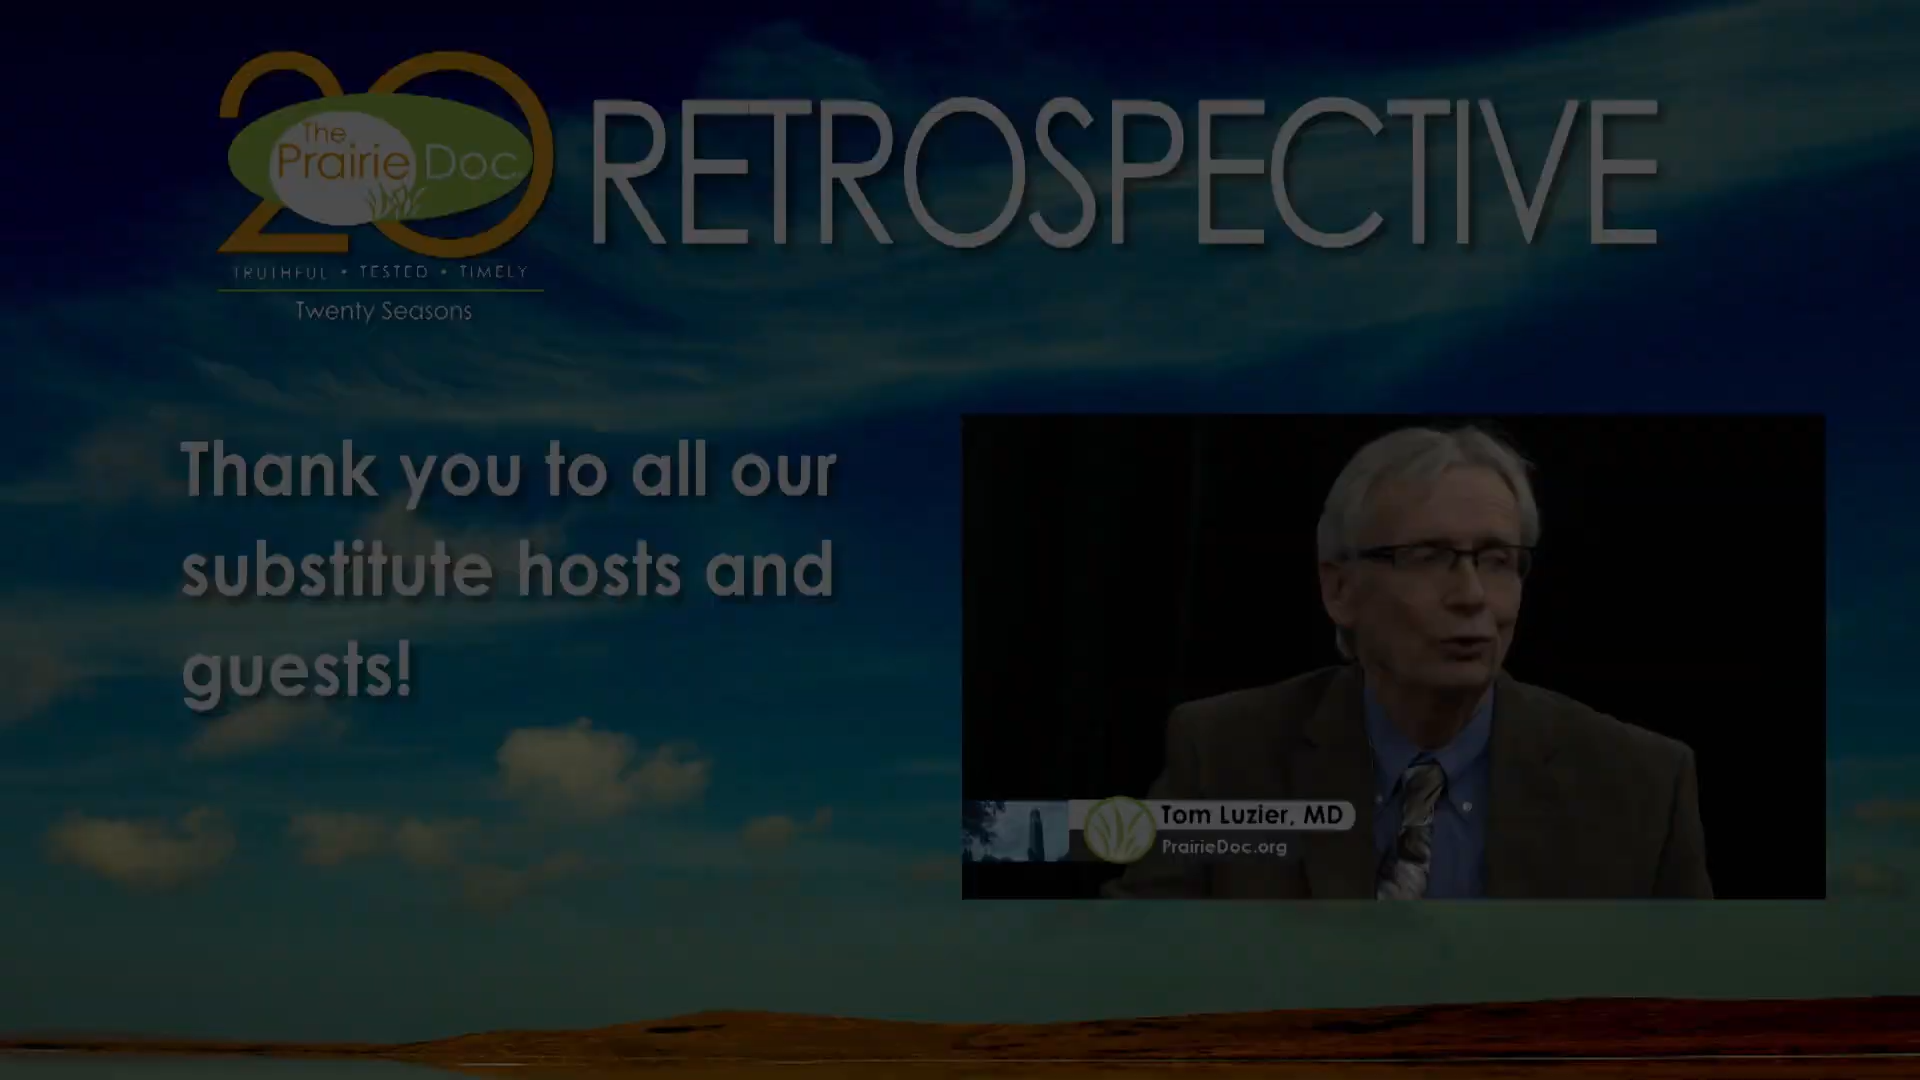 20
The
Prairie Doc
RETROSPECTIVE
TRUTHFUL • TESTED • TIMELY
Twenty Seasons
Thank you to all our
substitute hosts and
guests!
Tom Luzier, MD
PrairieDoc.org